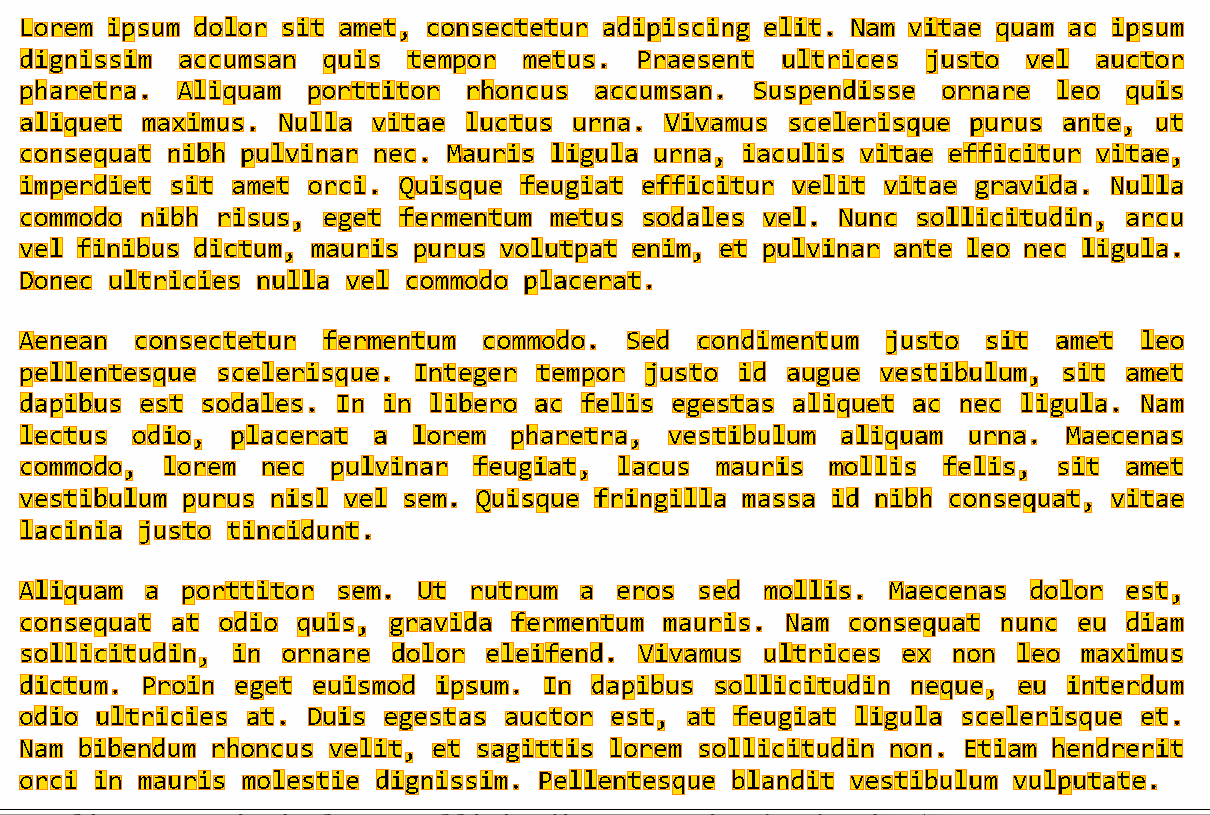 Lorem ipsum dolor sit amet, consectetur adipiscing elit. Nam vitae quam ac ipsum
dignissim accumsan quis tempor metus. Praesent ultrices justo vel auctor
pharetra. Aliquam porttitor rhoncus accumsan. Suspendisse ornare leo quis
aliquet maximus. Nulla vitae luctus urna. Vivamus scelerisque purus ante, ut
consequat nibh pulvinar nec. Mauris ligula urna, iaculis vitae efficitur vitae,
imperdiet sit amet orci. Quisque feugiat efficitur velit vitae gravida. Nulla
commodo nibh risus, eget fermentum metus sodales vel. Nunc sollicitudin, arcu
vel finibus dictum, mauris purus volutpat enim, et pulvinar ante leo nec ligula.
Donec ultricies nulla vel commodo placerat.
Aenean consectetur fermentum commodo. Sed condimentum justo sit amet leo
pellentesque scelerisque. Integer tempor justo id augue vestibulum, sit amet
dapibus est sodales. In in libero ac felis egestas aliquet ac nec ligula. Nam
lectus odio, placerat a lorem pharetra, vestibulum aliquam urna. Maecenas
commodo, lorem nec pulvinar feugiat, lacus mauris mollis felis, sit amet
vestibulum purus nisl vel sem. Quisque fringilla massa id nibh consequat, vitae
lacinia justo tincidunt.
Aliquam a porttitor sem. Ut rutrum a eros sed mollis. Maecenas dolor est,
consequat at odio quis, gravida fermentum mauris. Nam consequat nunc eu diam
sollicitudin, in ornare dolor eleifend. Vivamus ultrices ex non leo maximus
dictum. Proin eget euismod ipsum. In dapibus sollicitudin neque, eu interdum
odio ultricies at. Duis egestas auctor est, at feugiat ligula scelerisque et.
Nam bibendum rhoncus velit, et sagittis lorem sollicitudin non. Etiam hendrerit
orci in mauris molestie dignissim. Pellentesque blandit vestibulum vulputate.